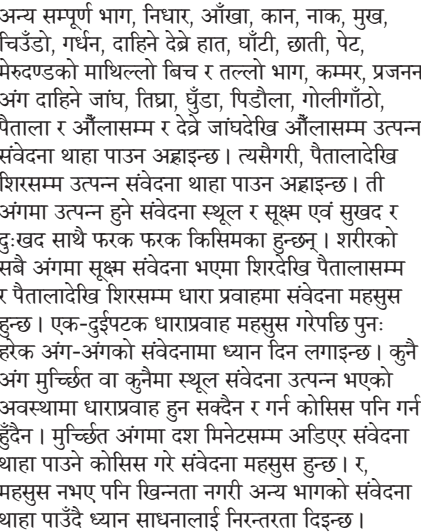 अन्य सम्पूर्ण भाग, निधार, आँखा, कान, नाक, मुख,
चिउँडो, गर्धन, दाहिने देब्रे हात, घाँटी, छाती, पेट,
मेरुदण्डको माथिल्लो बिच र तल्लो भाग, कम्मर, प्रजनन
अंग दाहिने जांघ, तिघ्रा, घुँडा, पिडौला, गोलीगाँठो,
पैताला र औँलासम्म र देव्रे जांघदेखि औँलासम्म उत्पन्न
संवेदना थाहा पाउन अह्राइन्छ । त्यसैगरी, पैतालादेखि
शिरसम्म उत्पन्न संवेदना थाहा पाउन अह्राइन्छ । ती
अंगमा उत्पन्न हुने संवेदना स्थूल र सूक्ष्म एवं सुखद र
दुःखद साथै फरक फरक किसिमका हुन्छन् । शरीरको
सबै अंगमा सूक्ष्म संवेदना भएमा शिरदेखि पैतालासम्म
र पैतालादेखि शिरसम्म धारा प्रवाहमा संवेदना महसुस
हुन्छ । एक-दुईपटक धाराप्रवाह महसुस गरेपछि पुनः
हरेक अंग-अंगको संवेदनामा ध्यान दिन लगाइन्छ । कुनै
अंग मुर्च्छित वा कुनैमा स्थूल संवेदना उत्पन्न भएको
अवस्थामा धाराप्रवाह हुन सक्दैन र गर्न कोसिस पनि गर्न
हुँदैन । मुर्च्छित अंगमा दश मिनेटसम्म अडिएर संवेदना
थाहा पाउने कोसिस गरे संवेदना महसुस हुन्छ । र,
महसुस नभए पनि खिन्नता नगरी अन्य भागको संवेदना
थाहा पाउँदै ध्यान साधनालाई निरन्तरता दिइन्छ ।